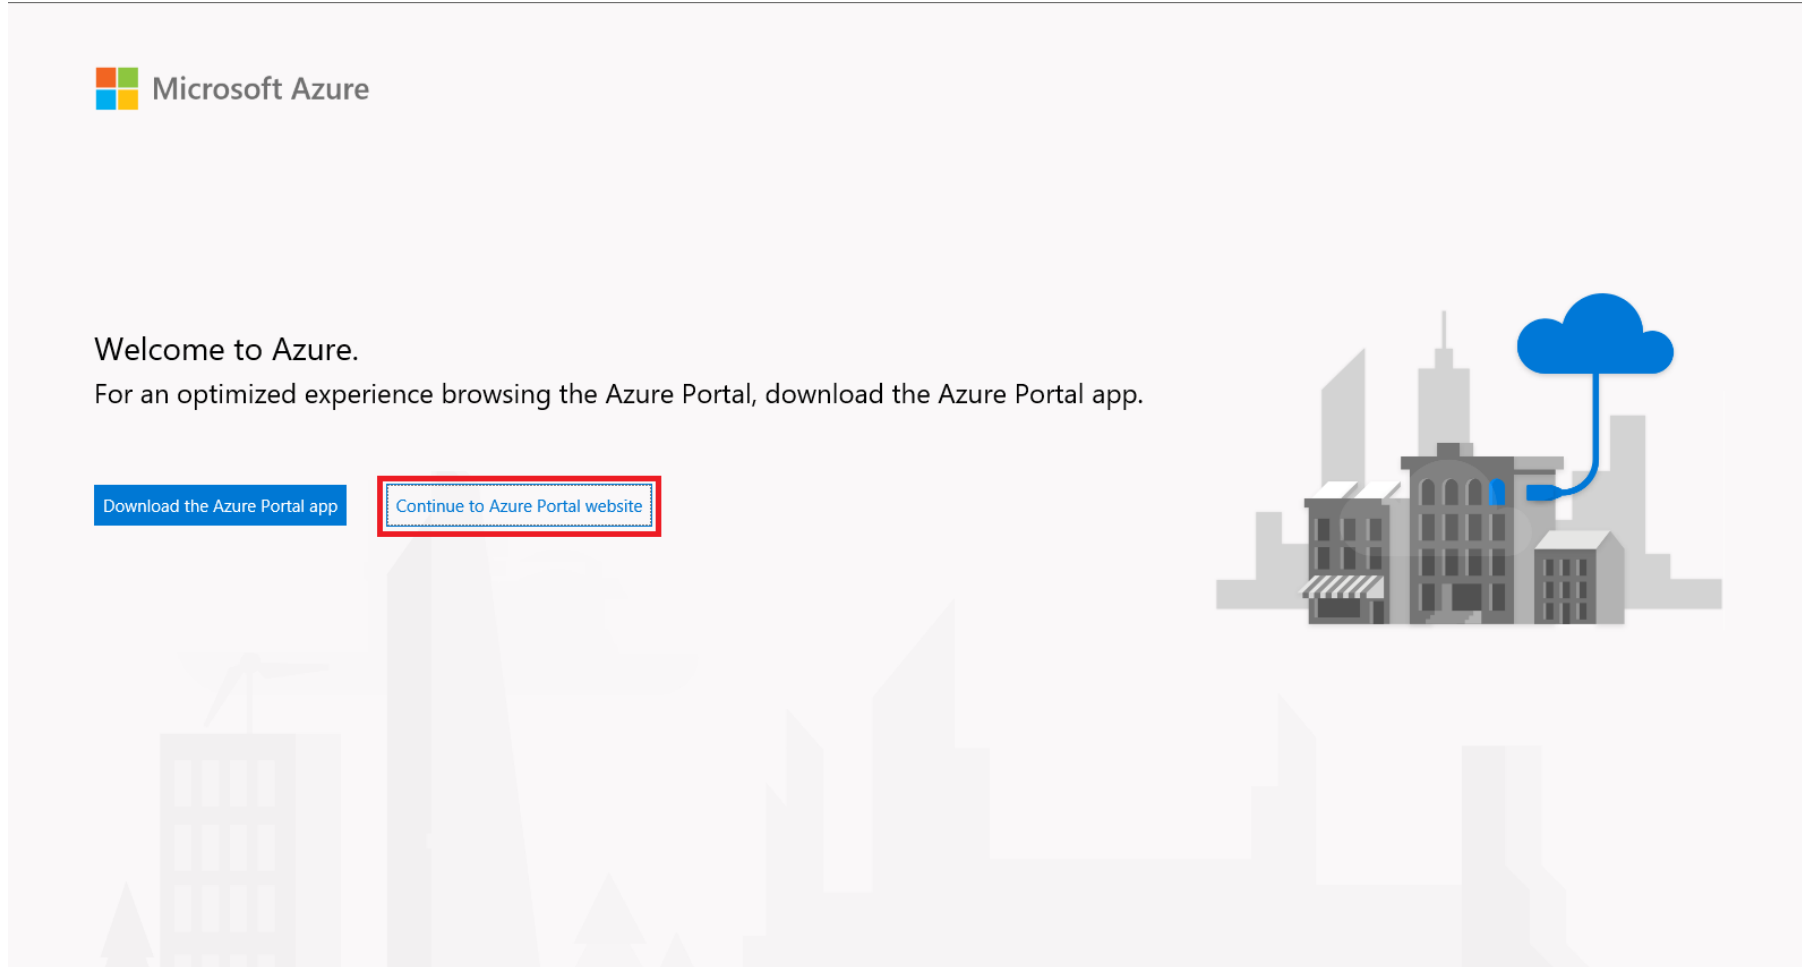 Microsoft Azure
Welcome to Azure.
For an optimized experience browsing the Azure Portal, download the Azure Portal app.
Download the Azure Portal app
Continue to Azure Portal website